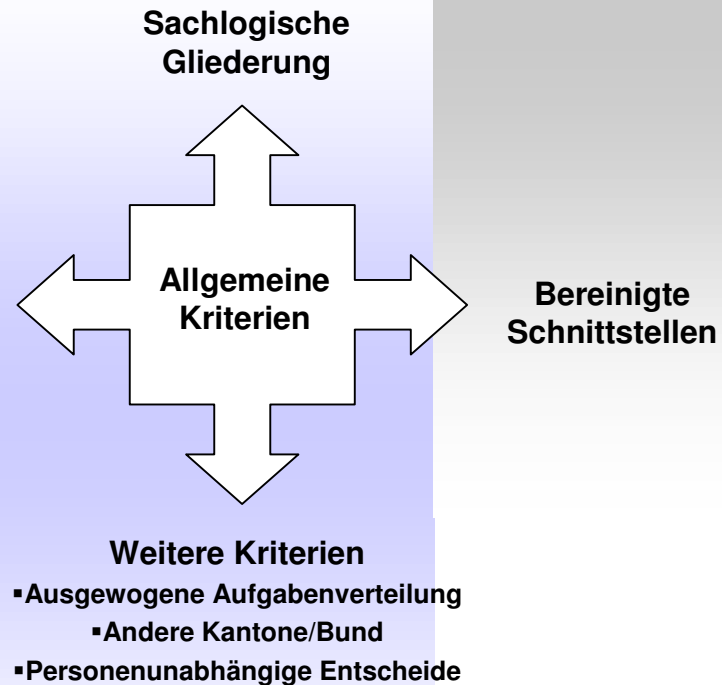 Sachlogische
Gliederung
Allgemeine
Kriterien
Bereinigte
Schnittstellen
Weitere Kriterien
▪Ausgewogene Aufgabenverteilung
▪Andere Kantone/Bund
▪Personenunabhängige Entscheide